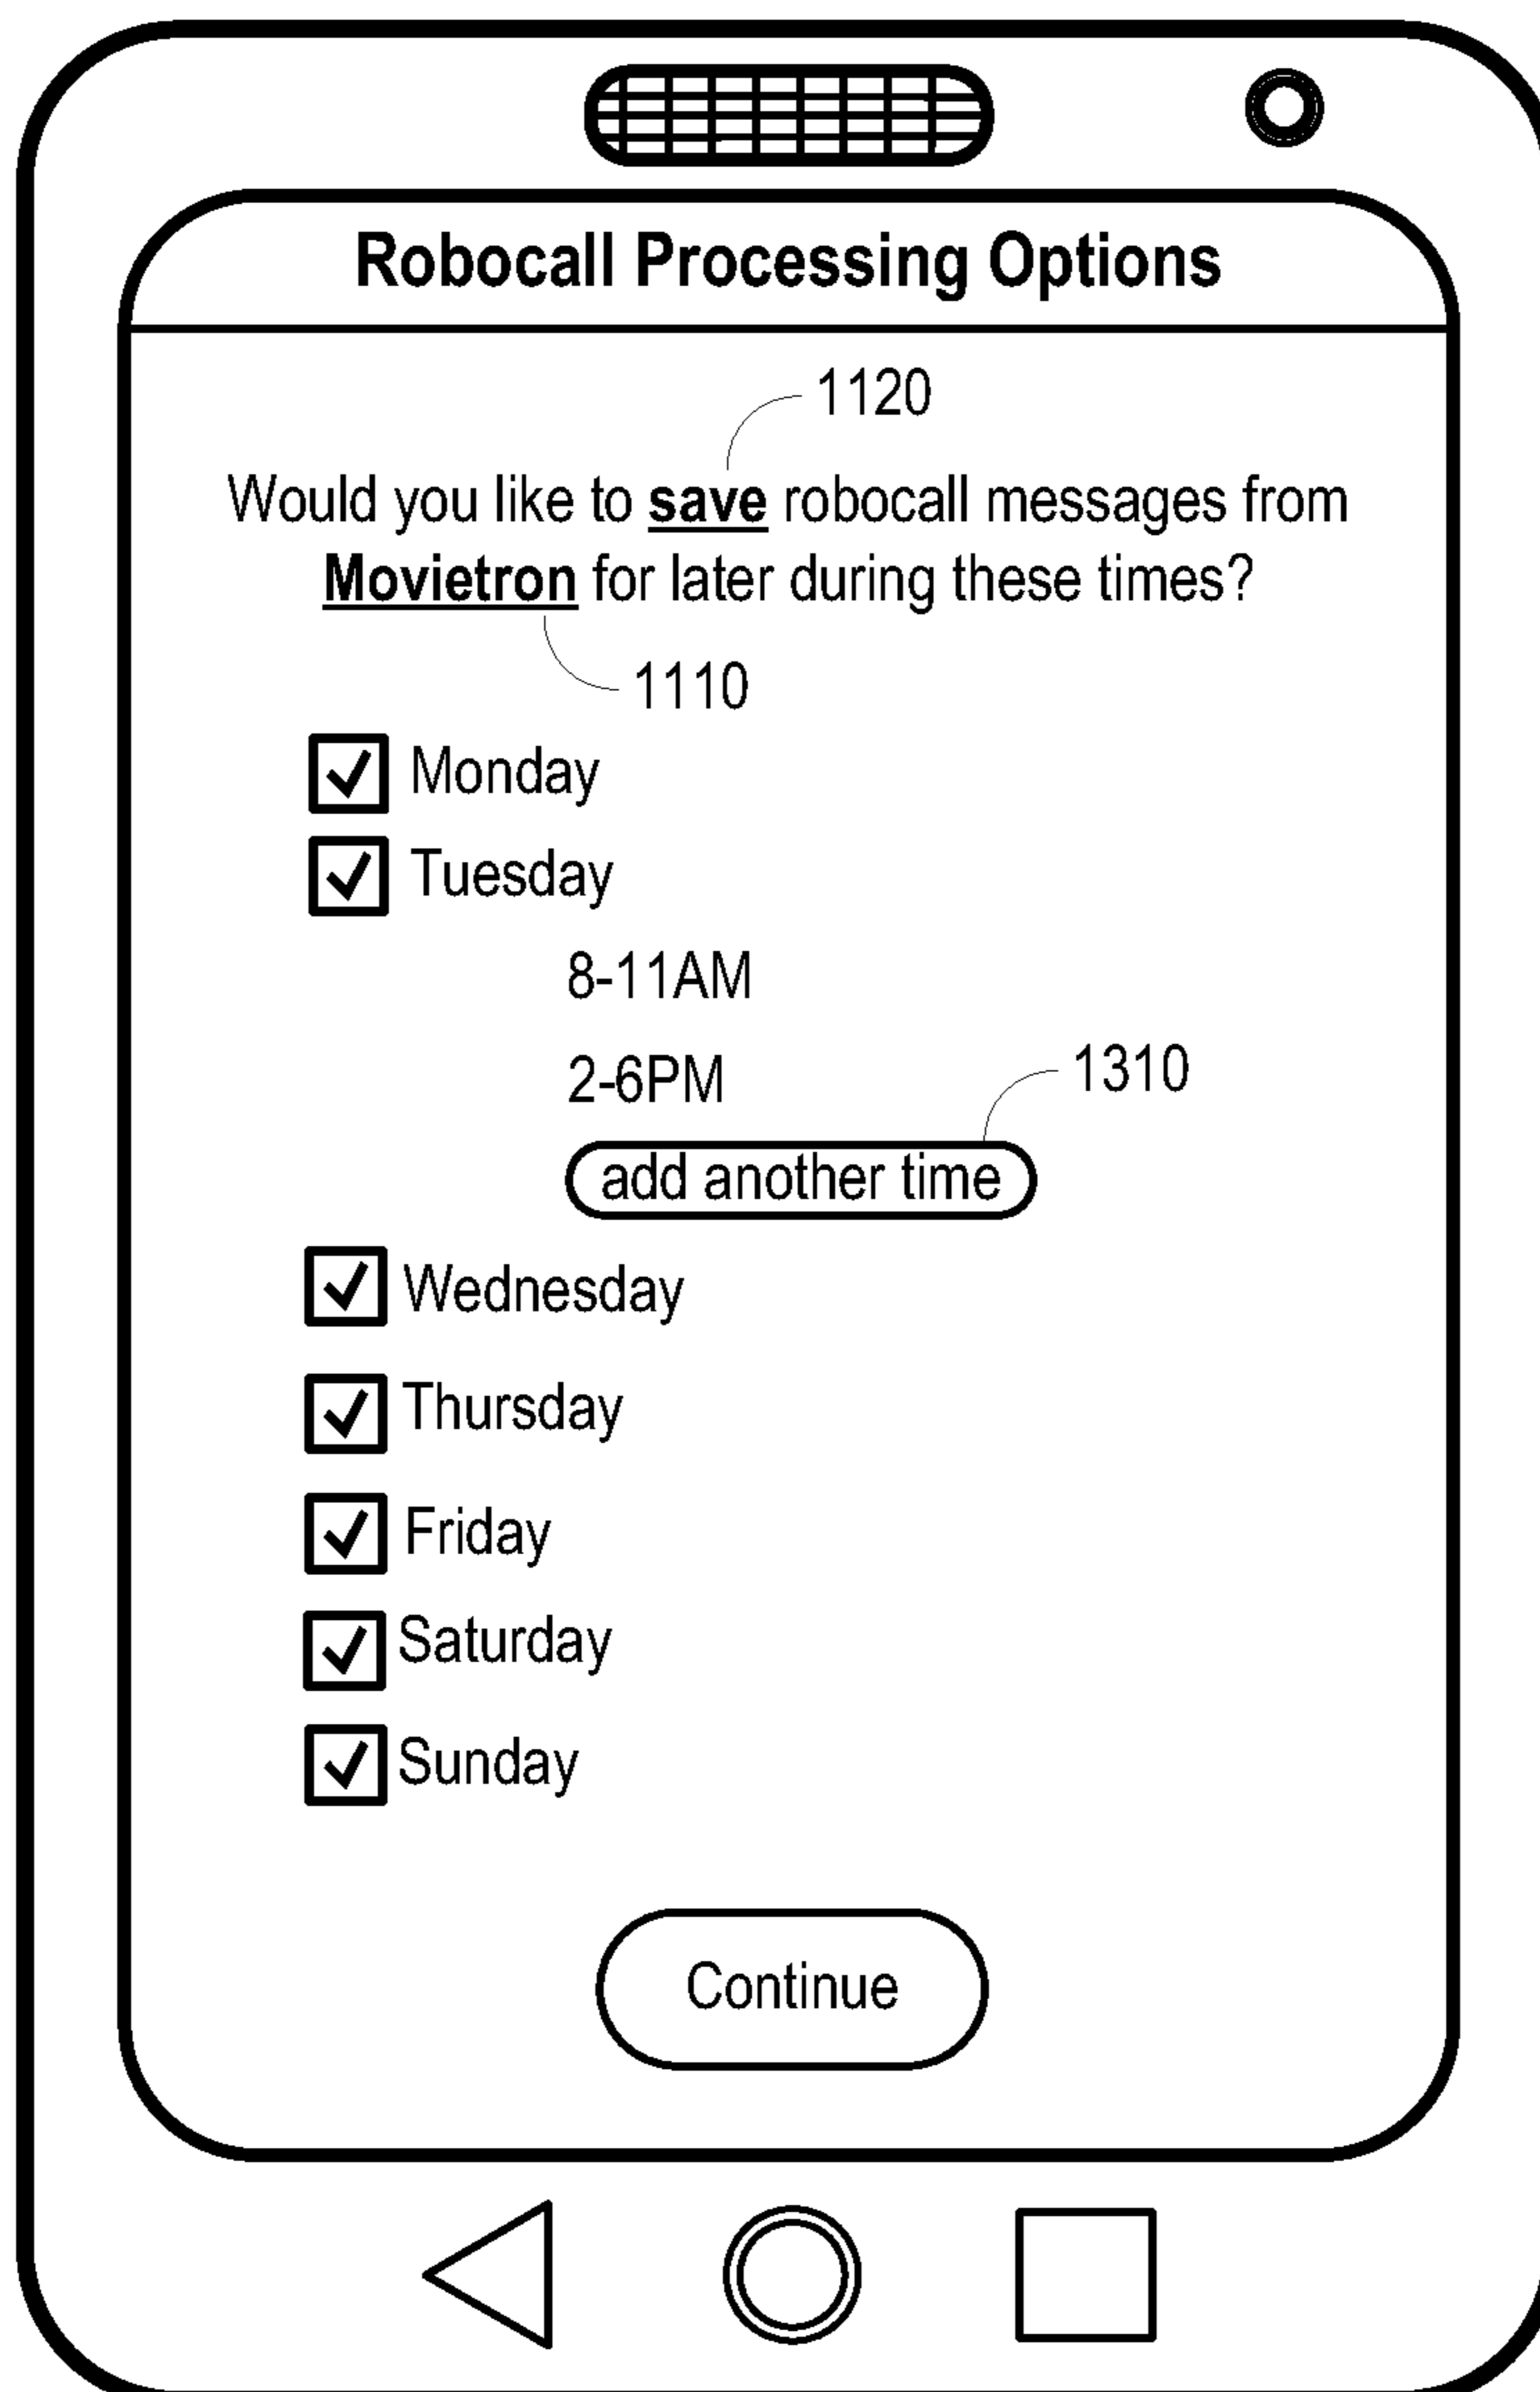 Robocall Processing Options
1120
Would you like to save robocall messages from
Movietron for later during these times?
1110
Monday
Tuesday
8-11AM
2-6PM
1310
add another time
Wednesday
Thursday
Friday
Saturday
Sunday
Continue